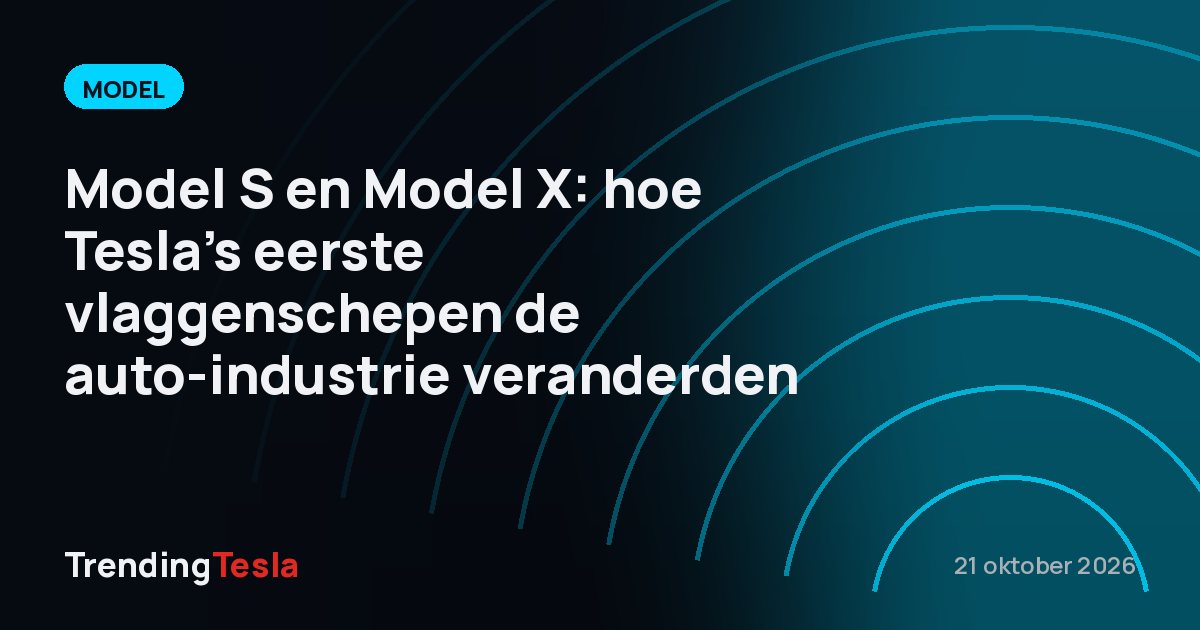 MODEL
Model S en Model X: hoe
Tesla’s eerste
vlaggenschepen de
auto-industrie veranderden
TrendingTesla
21 oktober 2026